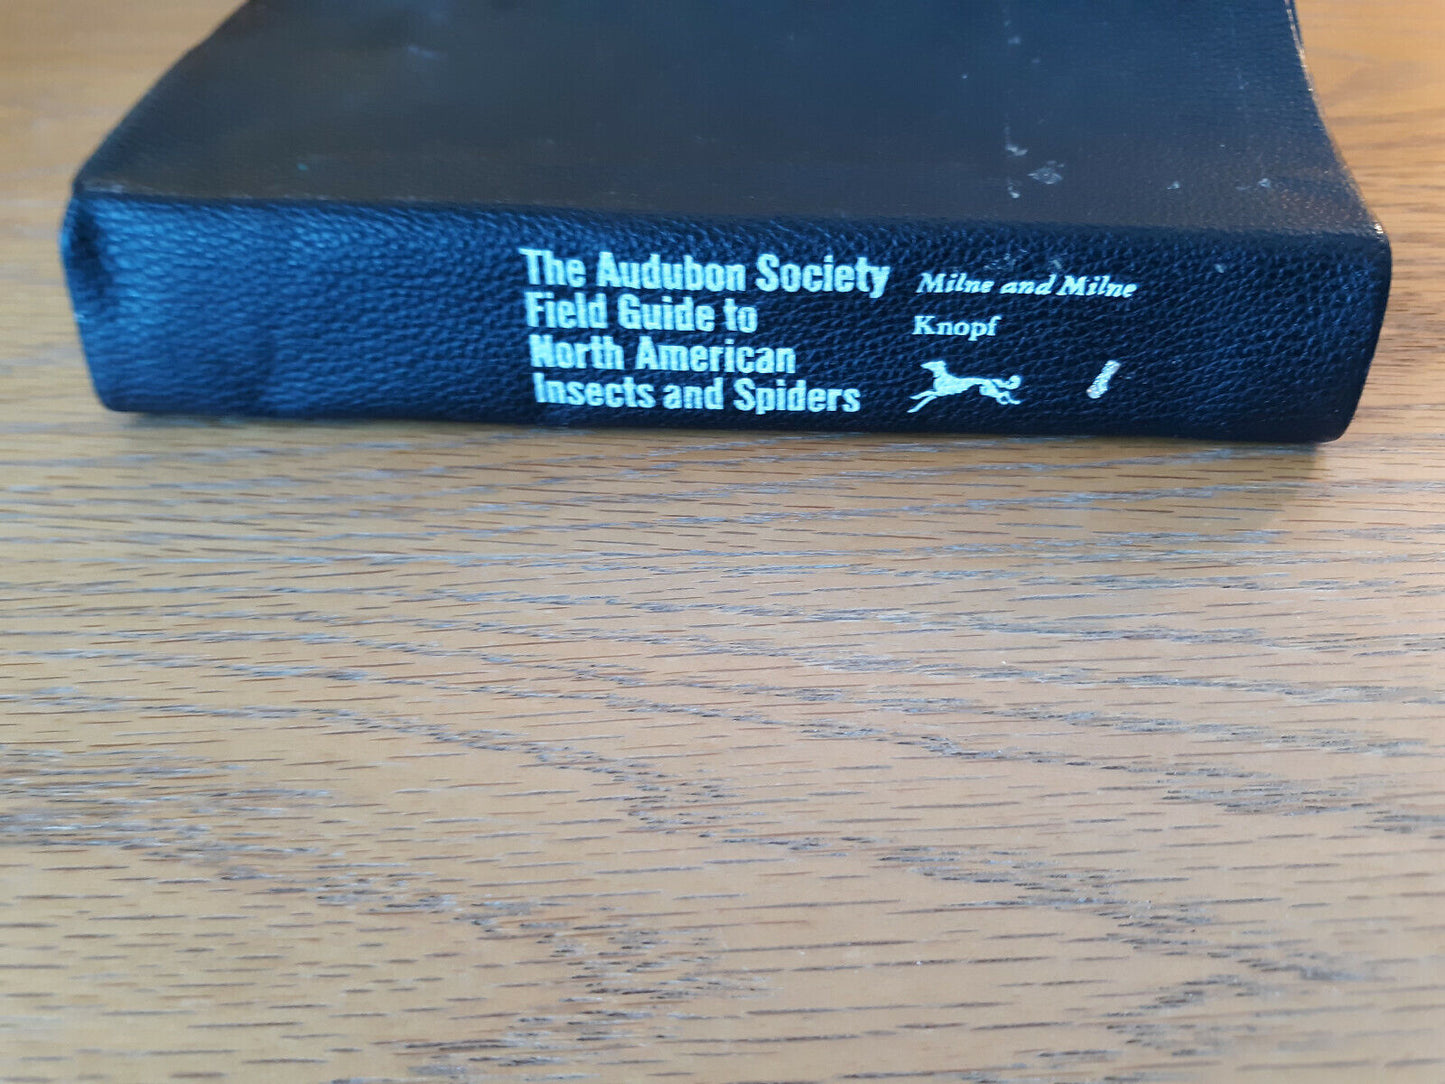 The Audubon Society
Field Guide to
North American
Insects and Spiders
Milne and Milne
Knopf